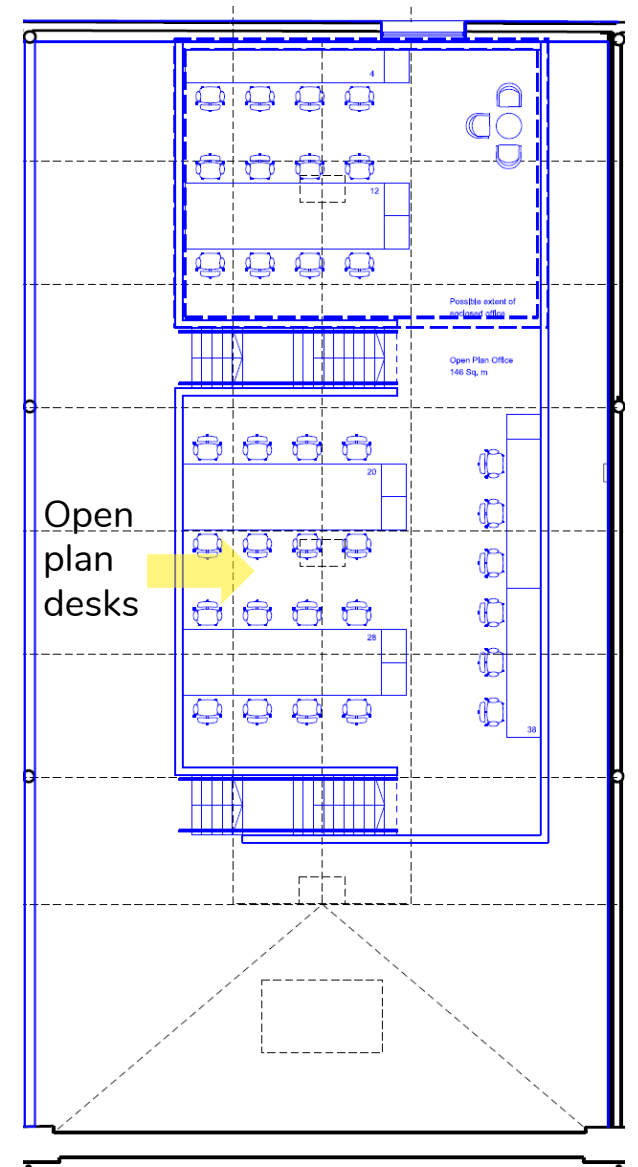 4
12
Possible extent of
enclosed office
Open Plan Office
146 Sq, m
20
Open
plan
desks
28
38